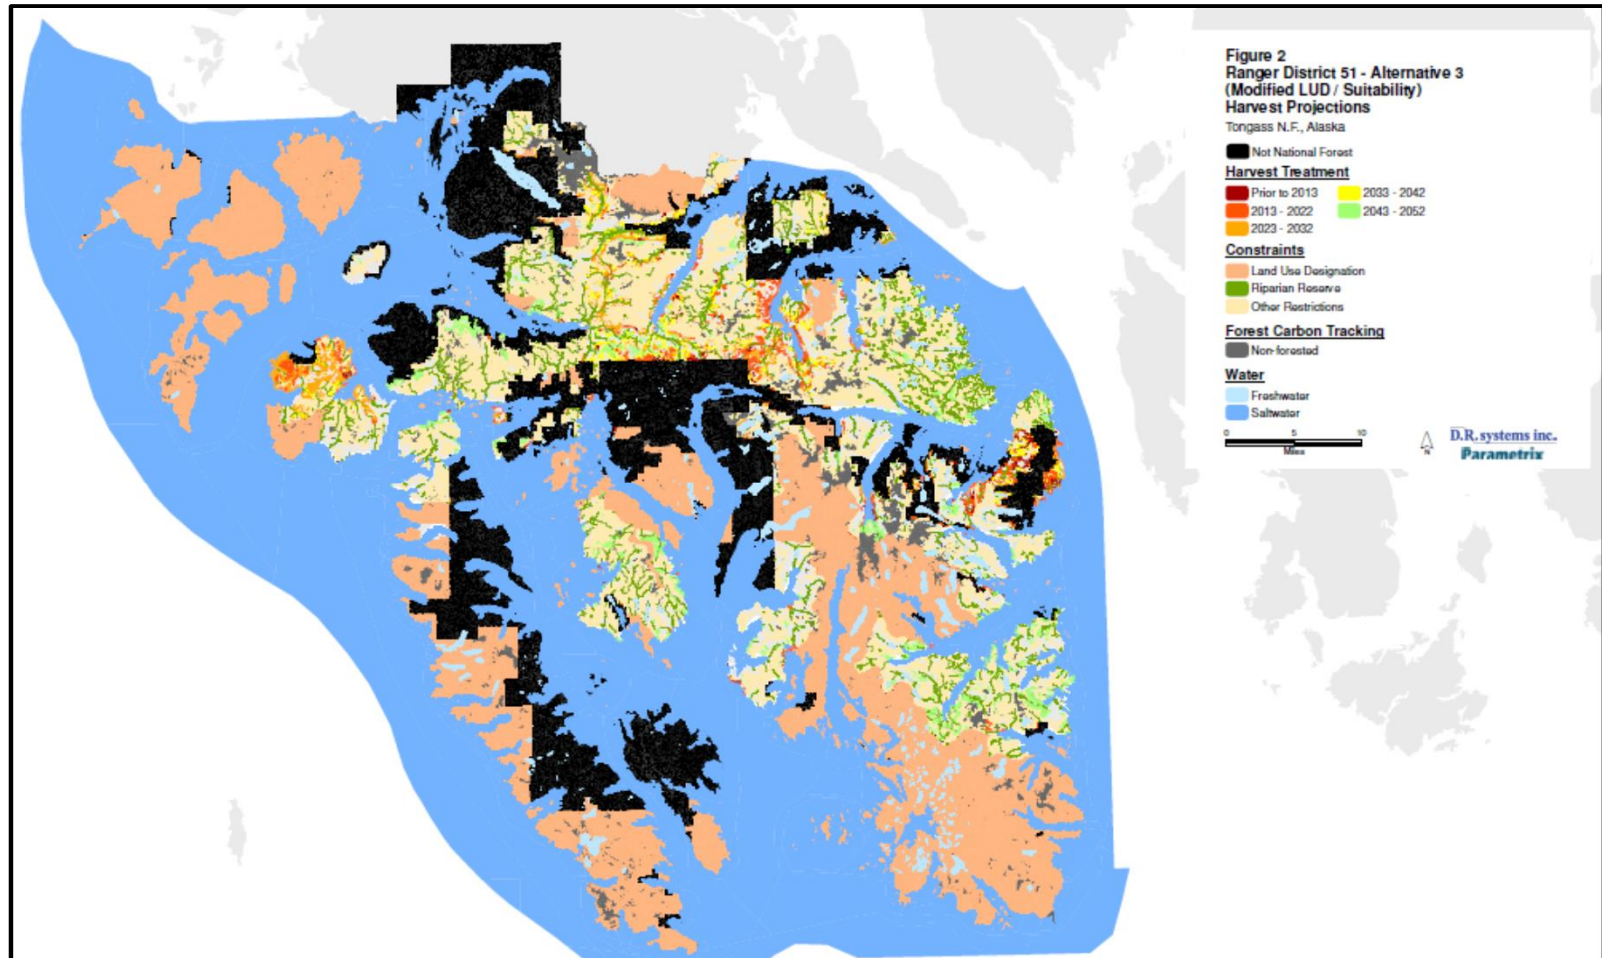 Figure 2
Ranger District 51 - Alternative 3
(Modified LUD / Suitability)
Harvest Projections
Tongass N.F., Alaska
Not National Forest
Harvest Treatment
Prior to 2013
2033 - 2042
2013 - 2022
2043 - 2052
2023 - 2032
Constraints
Land Use Designation
Riparian Reserve
Other Restrictions
Forest Carbon Tracking
Non-forested
Water
Freshwater
Saltwater
0 5 10
Miles
N
D.R. systems inc.
Parametrix